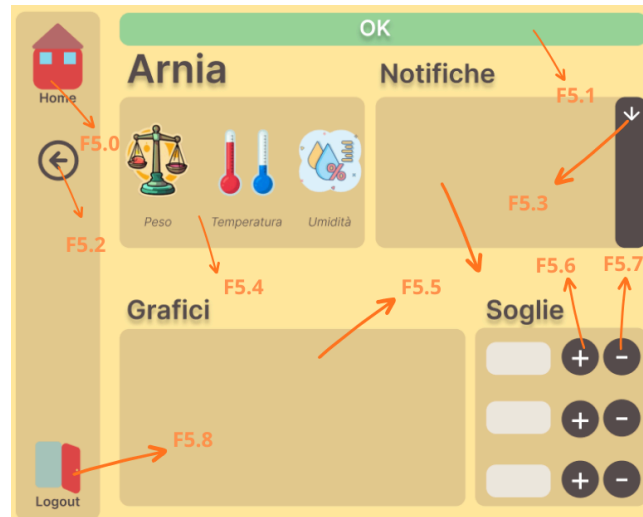 OK
Arnia
Notifiche
F5.1
Home
F5.0
F5.3
F5.2
Peso
Temperatura
Umidità
F5.6
F5.7
F5.4
F5.5
Grafici
Soglie
+
-
+
-
F5.8
+
-
Logout